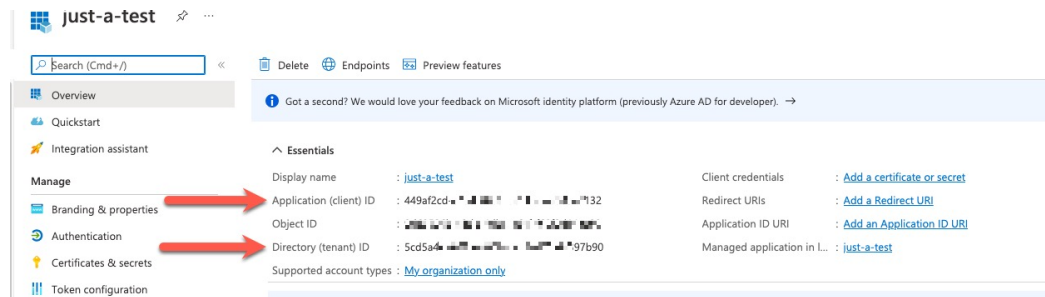 just-a-test
Search (Cmd+/)
Delete Endpoints Preview features
Overview
Got a second? We would love your feedback on Microsoft identity platform (previously Azure AD for developer). →
Quickstart
Integration assistant
Essentials
Display name : just-a-test
Client credentials : Add a certificate or secret
Manage
Application (client) ID : 449af2cd- 132
Redirect URIs : Add a Redirect URI
Branding & properties
Object ID :
Application ID URI : Add an Application ID URI
Authentication
Directory (tenant) ID : 5cd5a4 -97b90
Managed application in l... : just-a-test
Certificates & secrets
Supported account types : My organization only
Token configuration